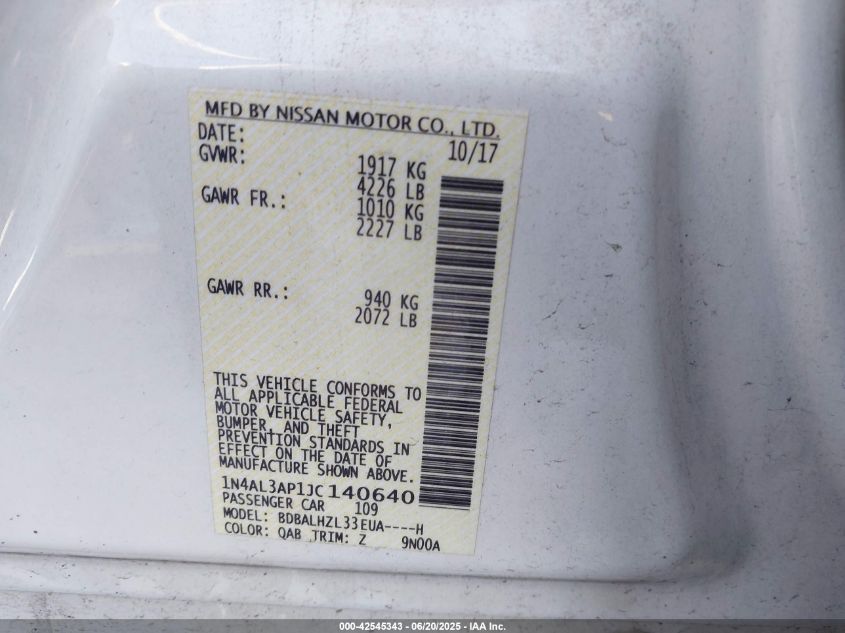 MFD BY NISSAN MOTOR CO., LTD.
DATE: 10/17
GVWR: 1917 KG
4226 LB
GAWR FR.: 1010 KG
2227 LB
GAWR RR.: 940 KG
2072 LB
THIS VEHICLE CONFORMS TO
ALL APPLICABLE FEDERAL
MOTOR VEHICLE SAFETY,
BUMPER, AND THEFT
PREVENTION STANDARDS IN
EFFECT ON THE DATE OF
MANUFACTURE SHOWN ABOVE.
1N4AL3AP1JC140640
PASSENGER CAR 109
MODEL: BDBALHZL33EUA----H
COLOR: QAB TRIM: Z 9N00A
000-42545343 | 06/20/2025 - IAA Inc.